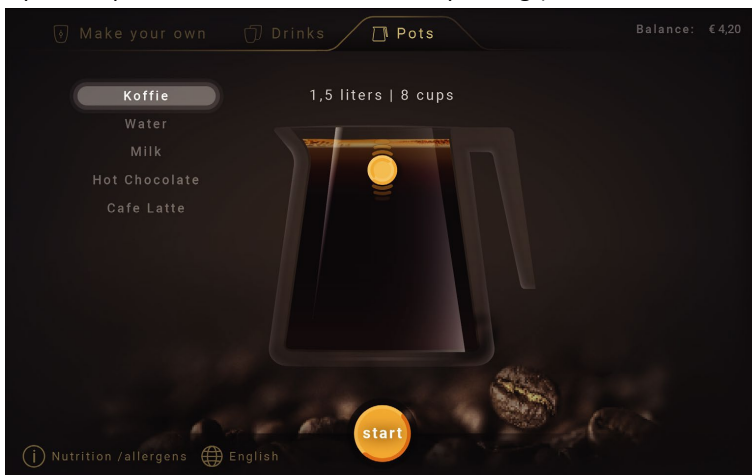 Make your own Drinks Pots Balance: € 4,20
Koffie
1,5 liters | 8 cups
Water
Milk
Hot Chocolate
Cafe Latte
start
Nutrition /allergens English